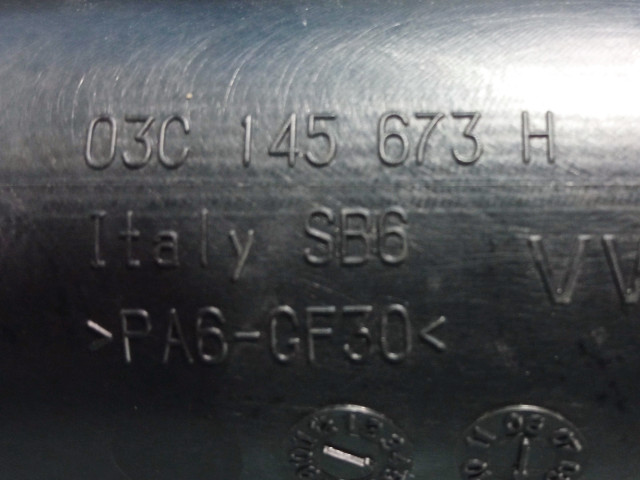 03C 145 673 H
Italy SB6
>PA6-GF30<